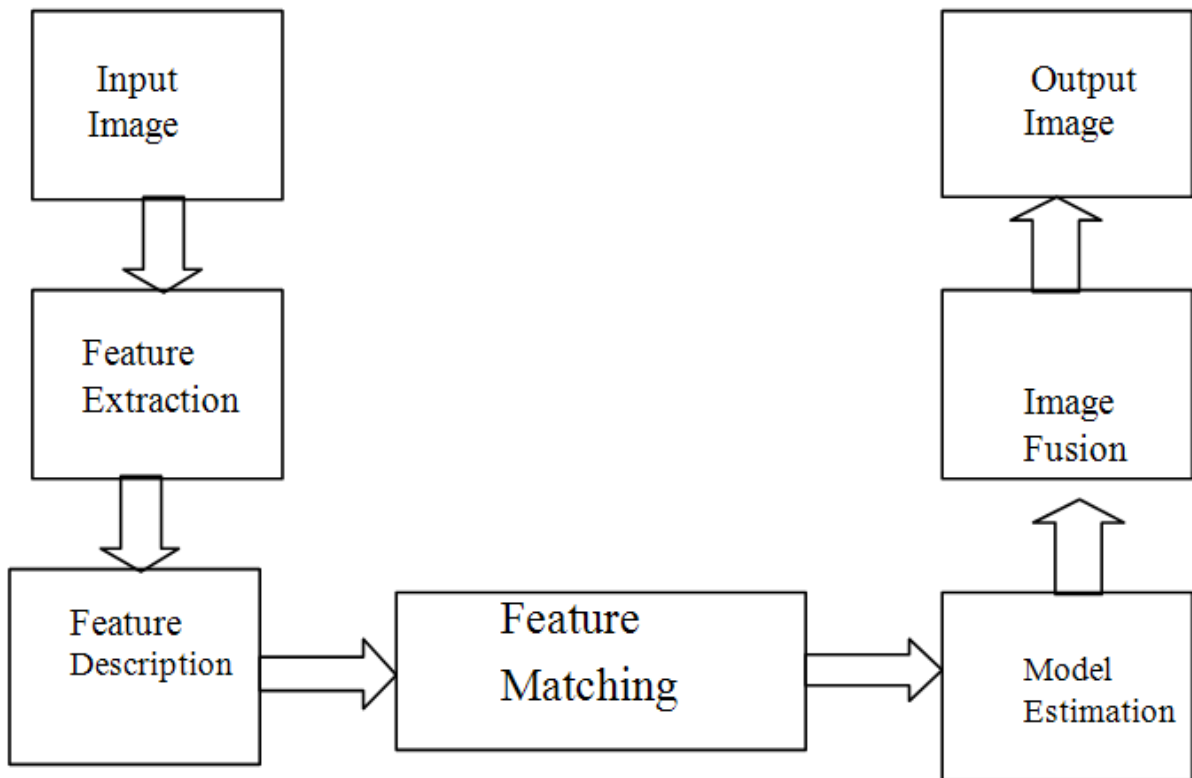 Input
Image
Feature
Extraction
Feature
Description
Feature
Matching
Model
Estimation
Image
Fusion
Output
Image